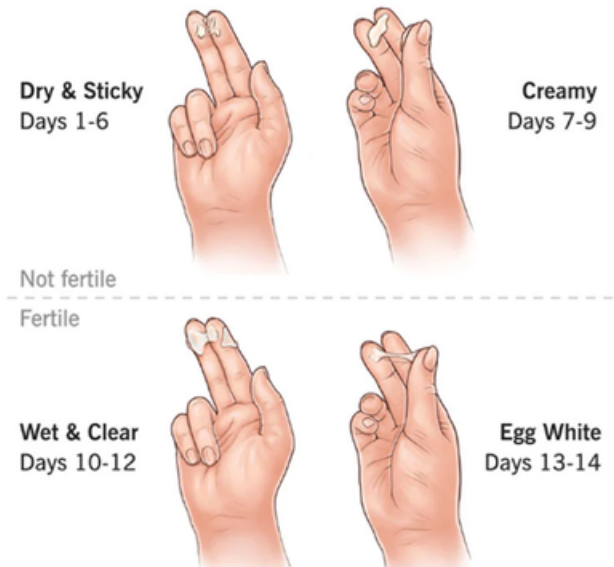 Dry & Sticky
Days 1-6
Creamy
Days 7-9
Not fertile
Fertile
Wet & Clear
Days 10-12
Egg White
Days 13-14